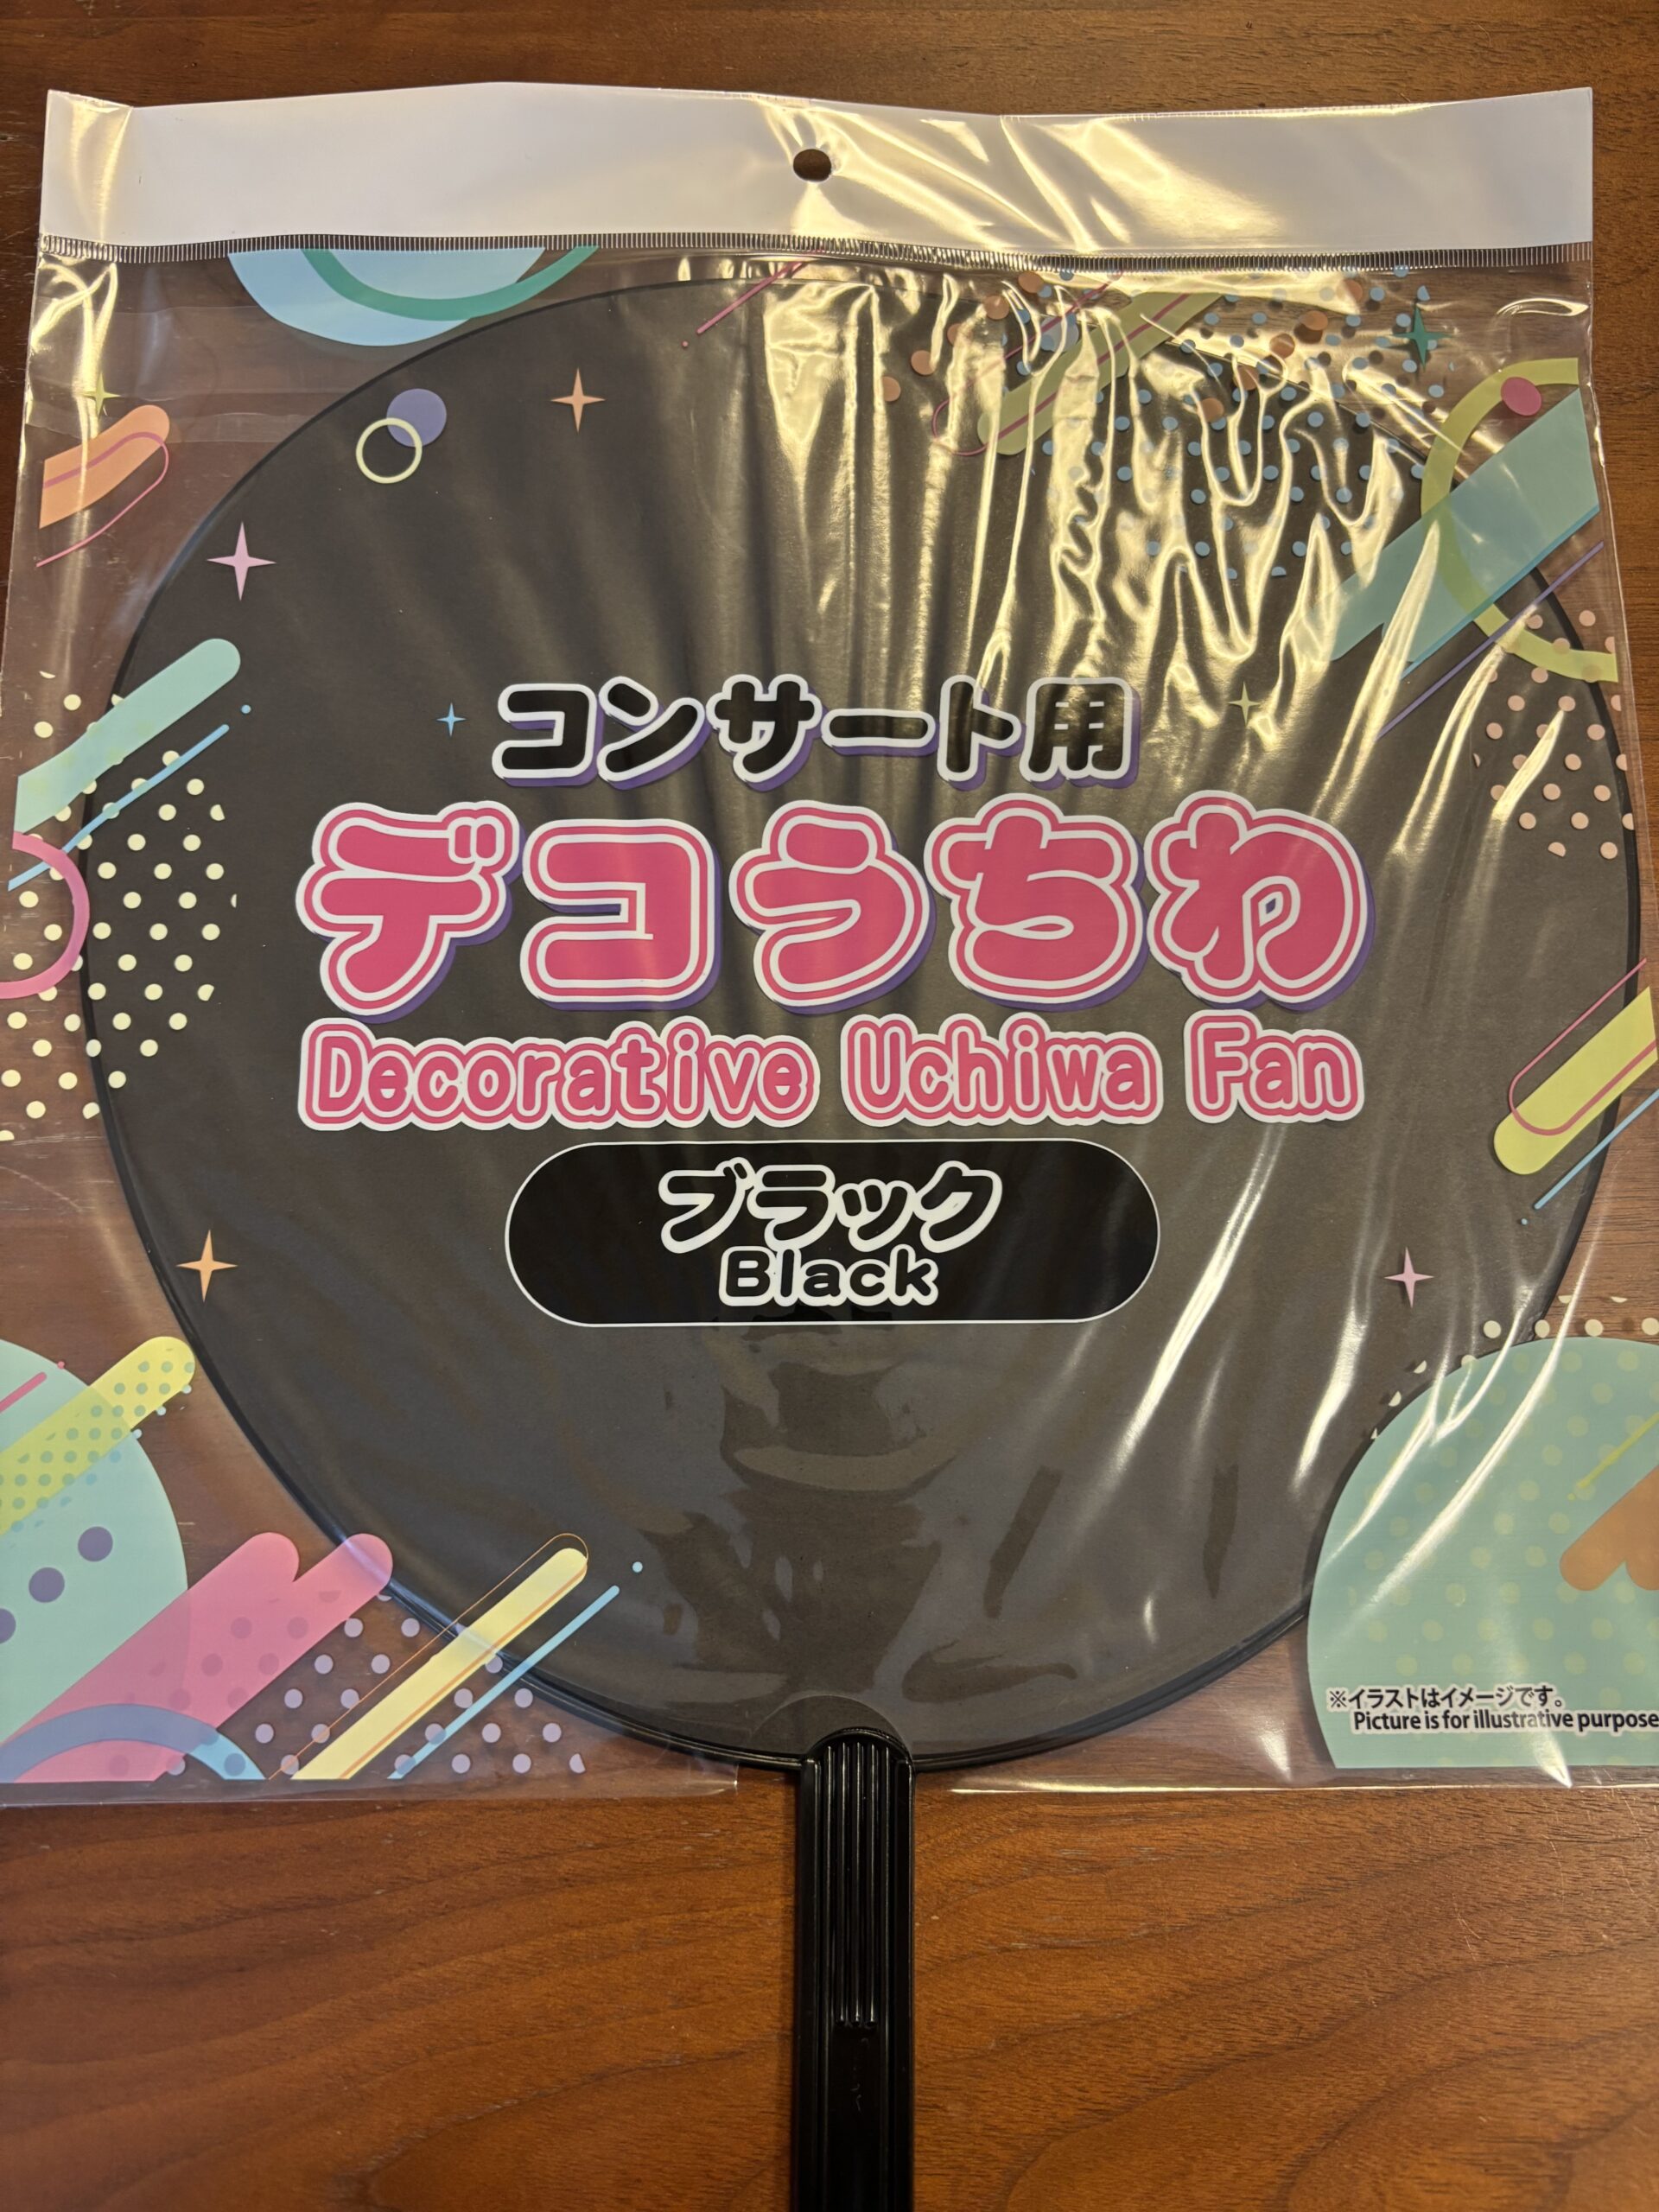 コンサート用
デコうちわ
Decorative Uchiwa Fan
ブラック
Black
※イラストはイメージです。
Picture is for illustrative purpose